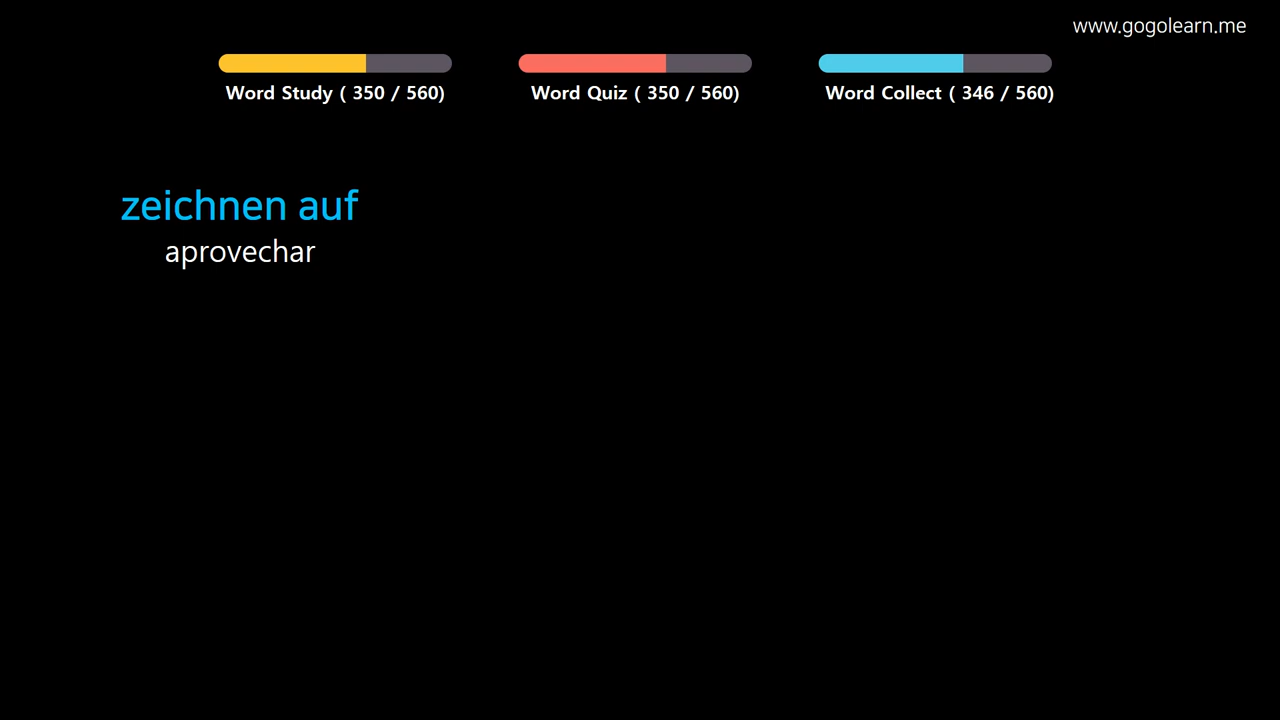 www.gogolearn.me
Word Study ( 350 / 560)
Word Quiz ( 350 / 560)
Word Collect ( 346 / 560)
zeichnen auf
aprovechar